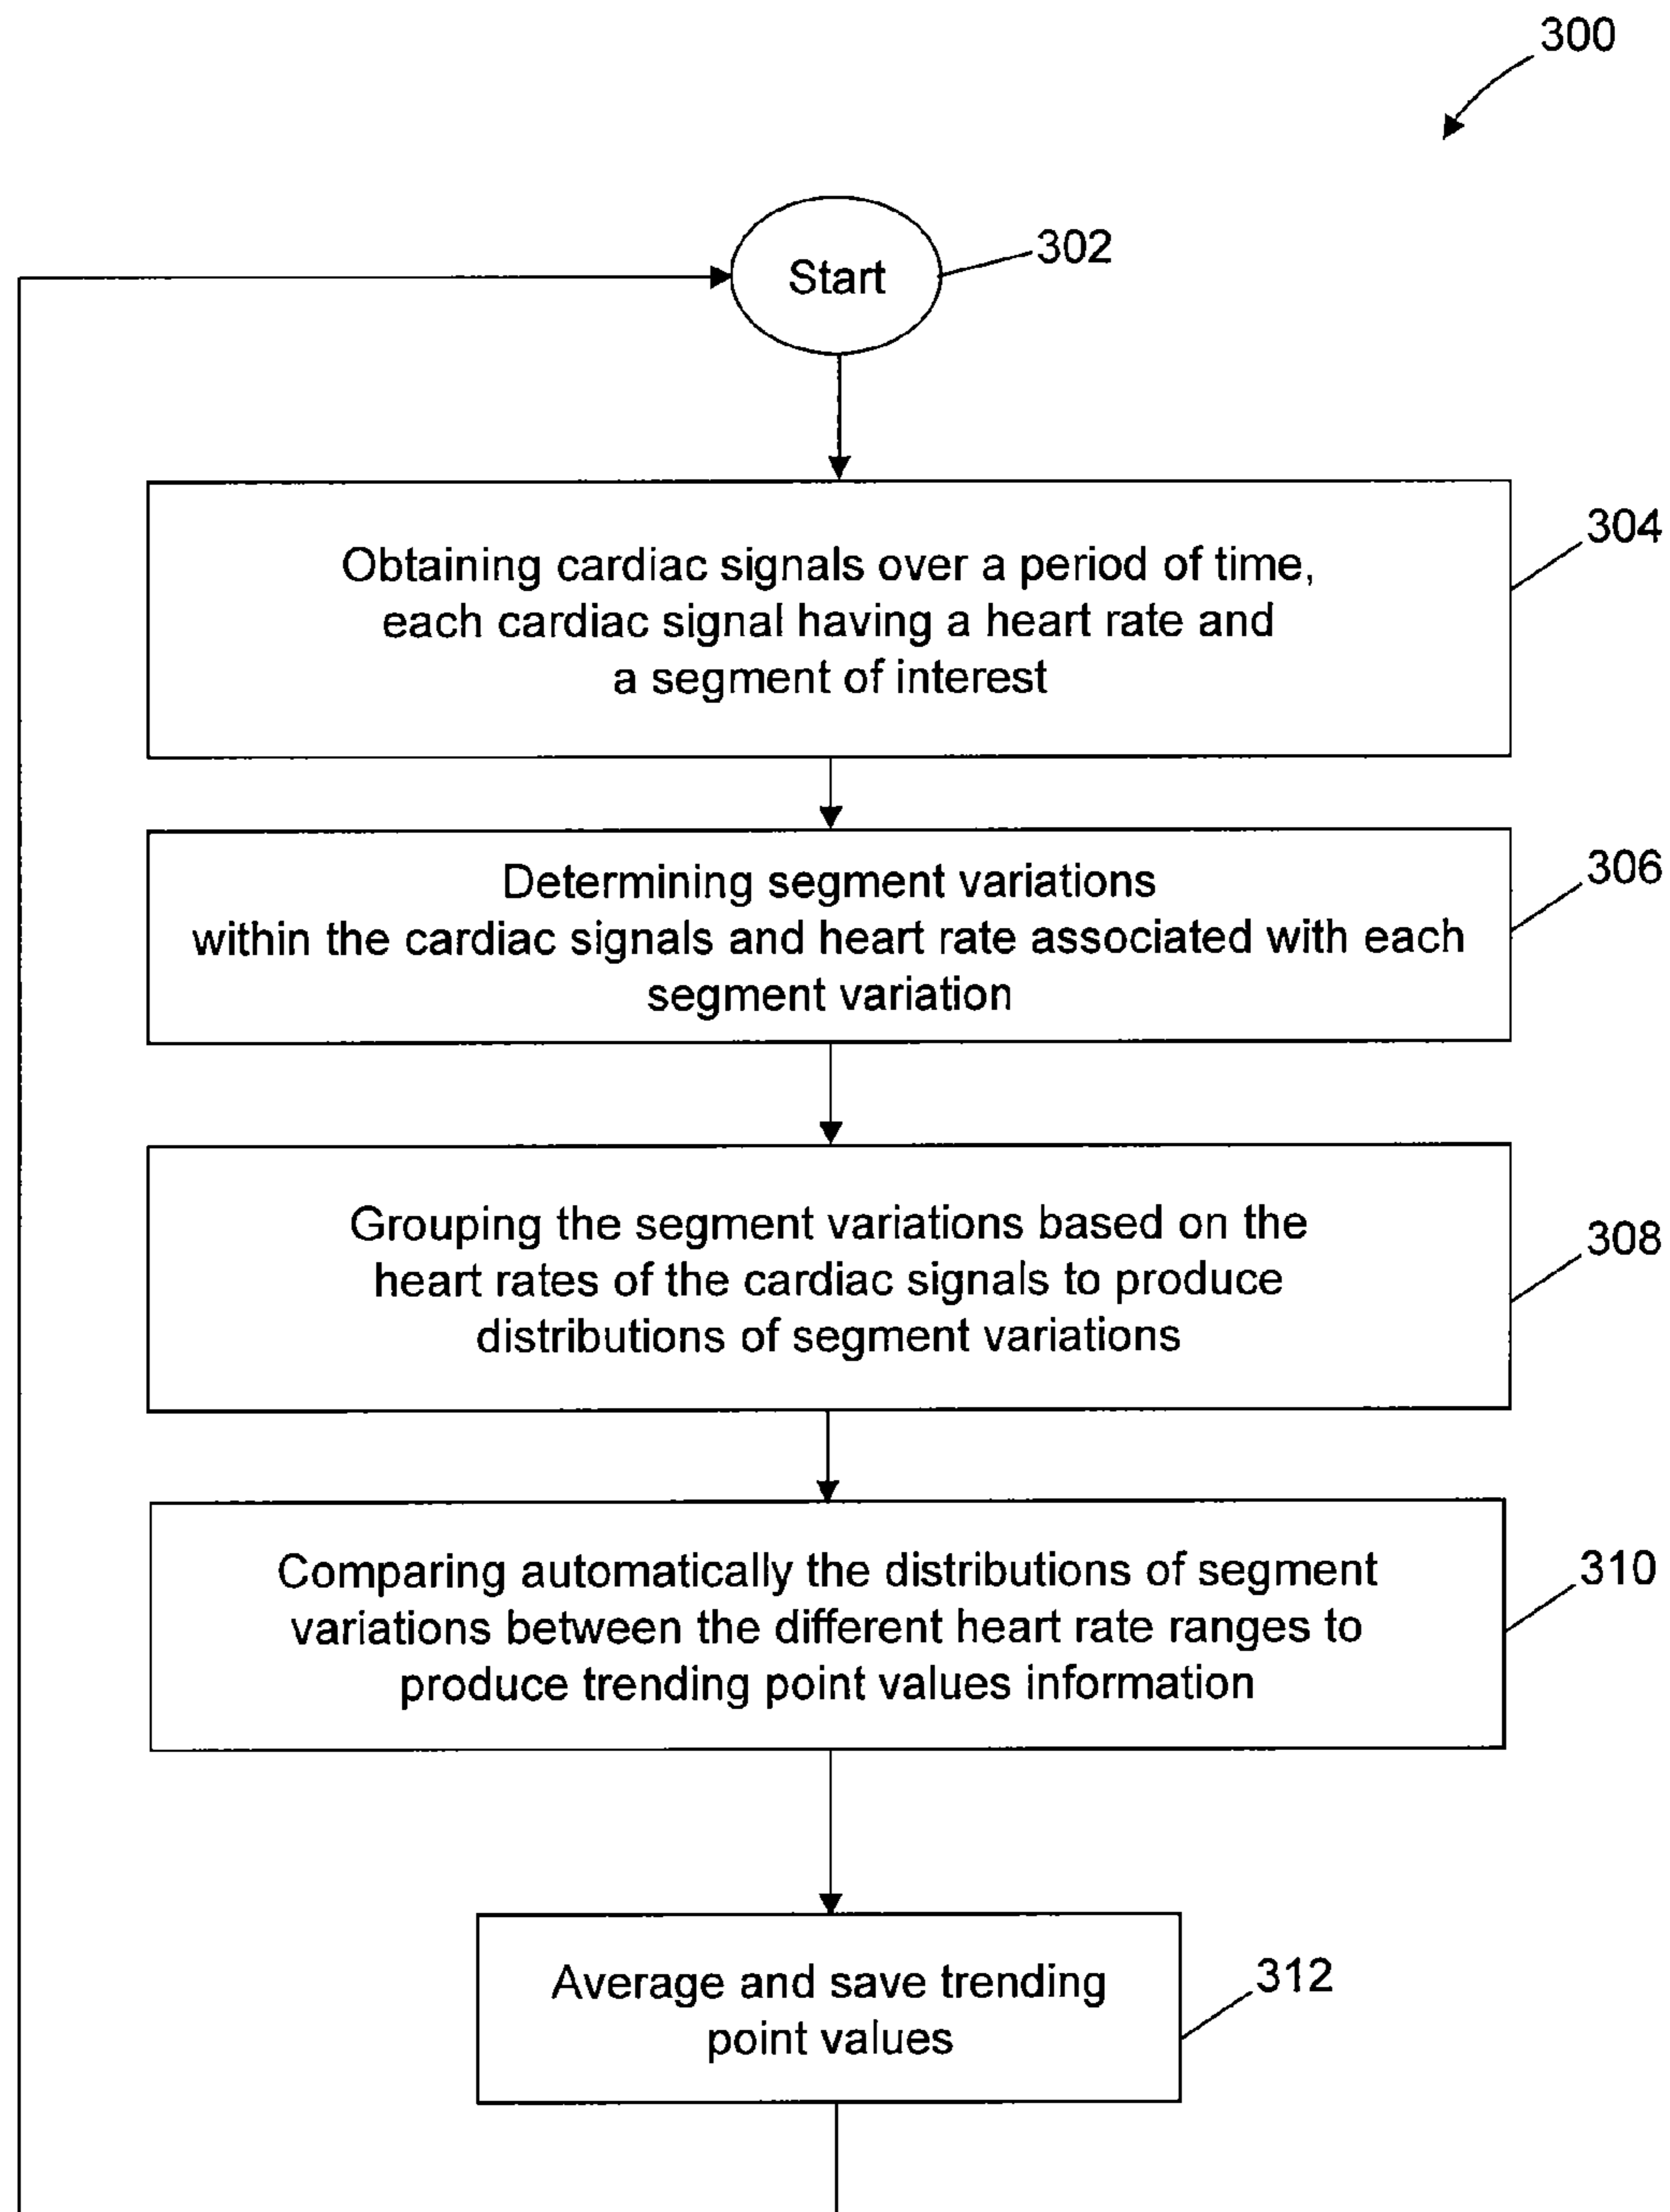 300
Start
302
Obtaining cardiac signals over a period of time,
each cardiac signal having a heart rate and
a segment of interest
304
Determining segment variations
within the cardiac signals and heart rate associated with each
segment variation
306
Grouping the segment variations based on the
heart rates of the cardiac signals to produce
distributions of segment variations
308
Comparing automatically the distributions of segment
variations between the different heart rate ranges to
produce trending point values information
310
Average and save trending
point values
312